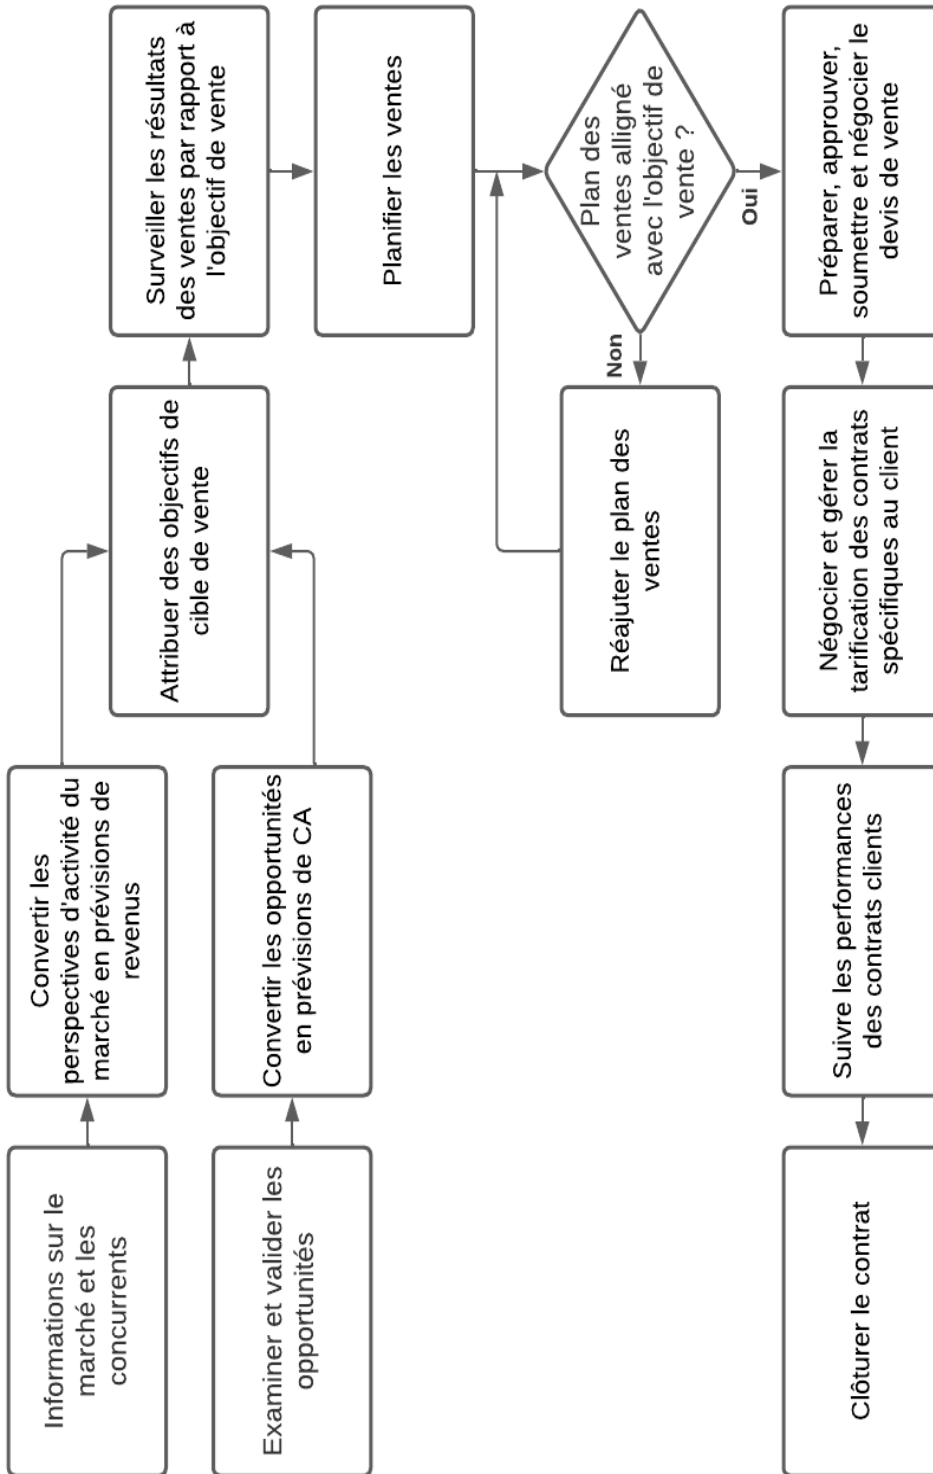 Informations sur le
marché et les
concurrents
Convertir les
perspectives d'activité du
marché en prévisions de
revenus
Examiner et valider les
opportunités
Convertir les opportunités
en prévisions de CA
Attribuer des objectifs de
cible de vente
Surveiller les résultats
des ventes par rapport à
l'objectif de vente
Planifier les ventes
Plan des
ventes alligné
avec l'objectif de
vente ?
Non
Réajuter le plan des
ventes
Oui
Préparer, approuver,
soumettre et négocier le
devis de vente
Négocier et gérer la
tarification des contrats
spécifiques au client
Suivre les performances
des contrats clients
Clôturer le contrat